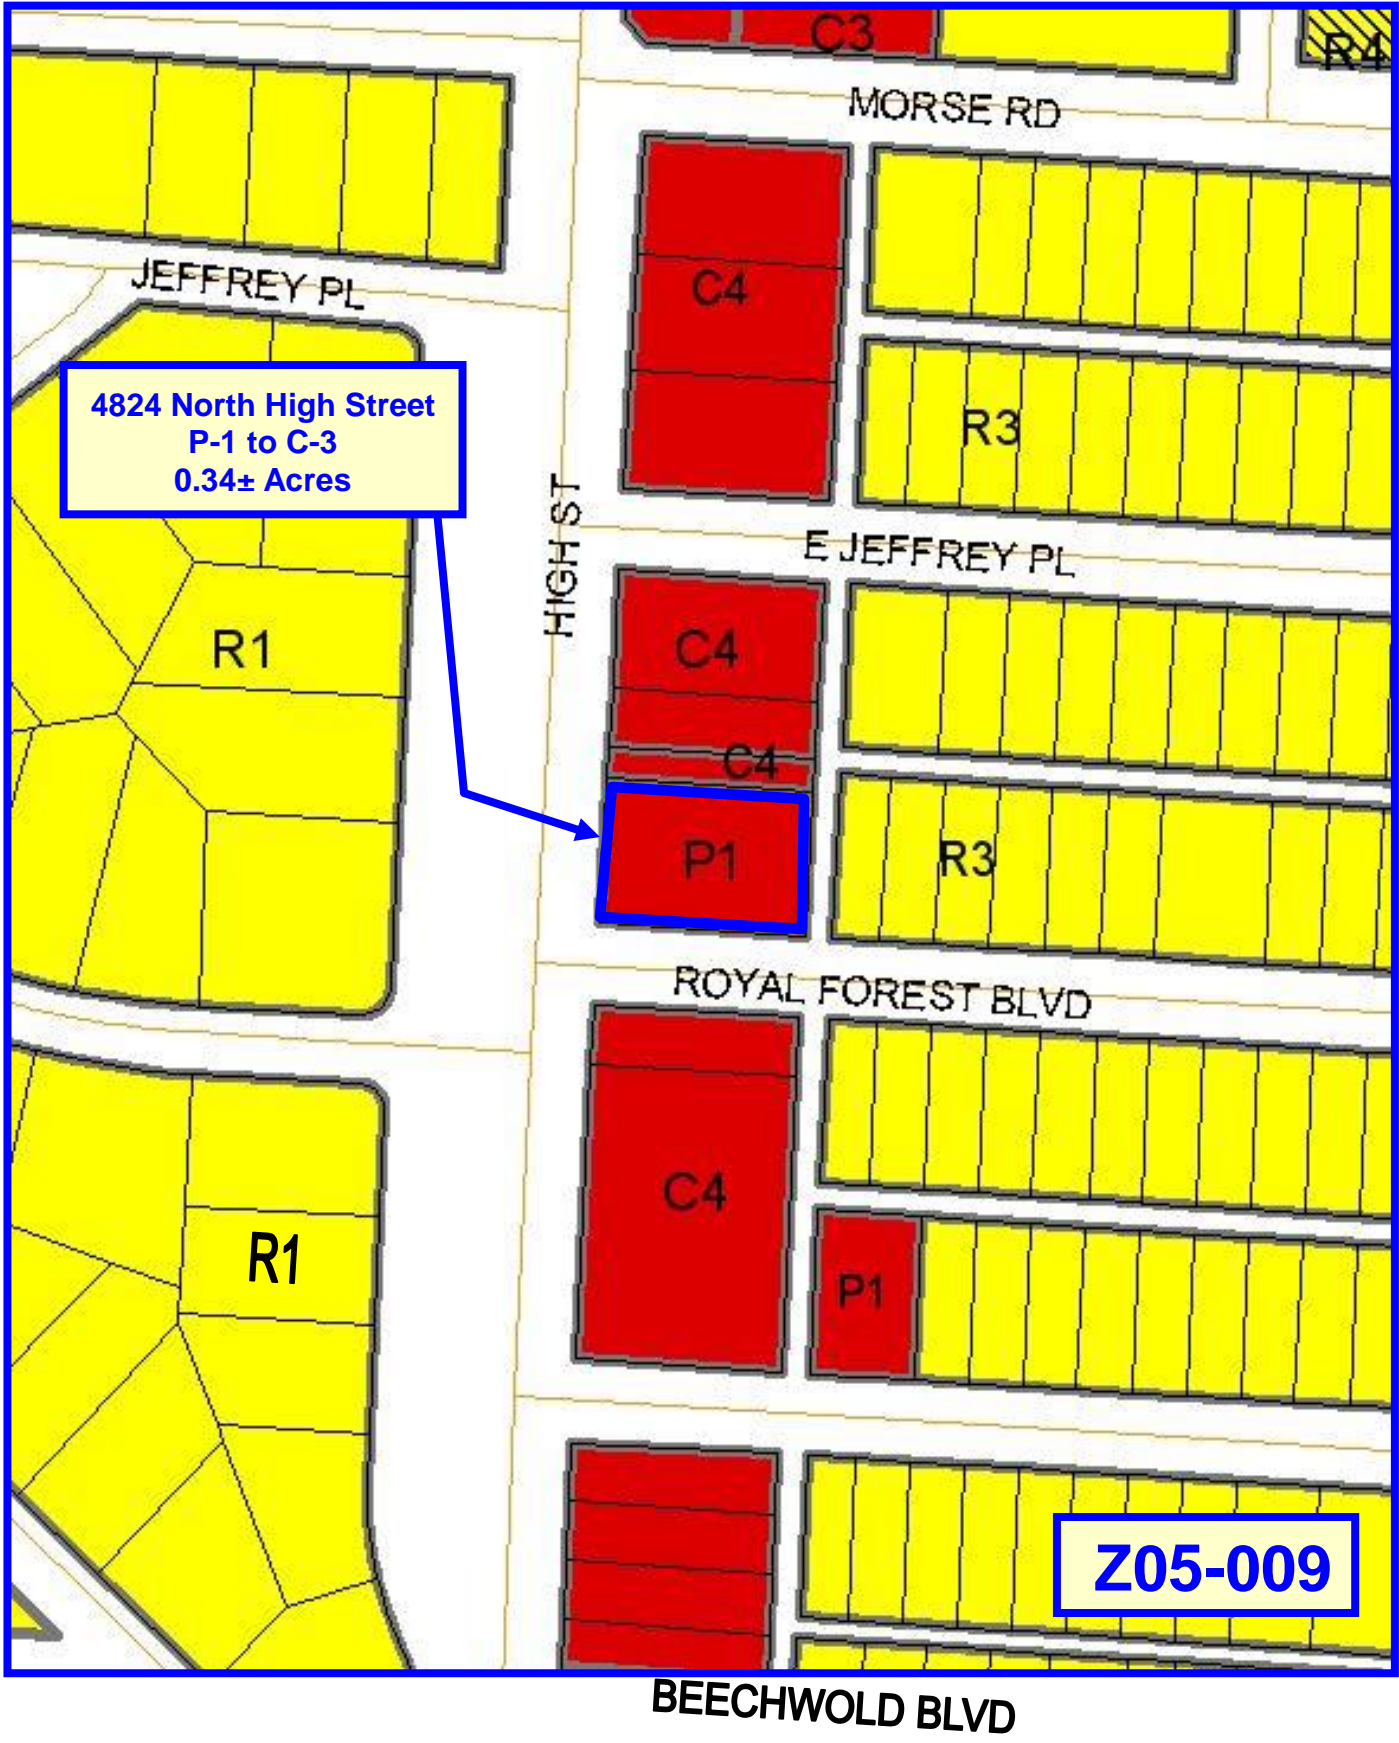 C3
R4
MORSE RD
JEFFREY PL
C4
4824 North High Street
P-1 to C-3
0.34± Acres
R3
HIGH ST
E JEFFREY PL
R1
C4
C4
P1
R3
ROYAL FOREST BLVD
C4
R1
P1
Z05-009
BEECHWOLD BLVD